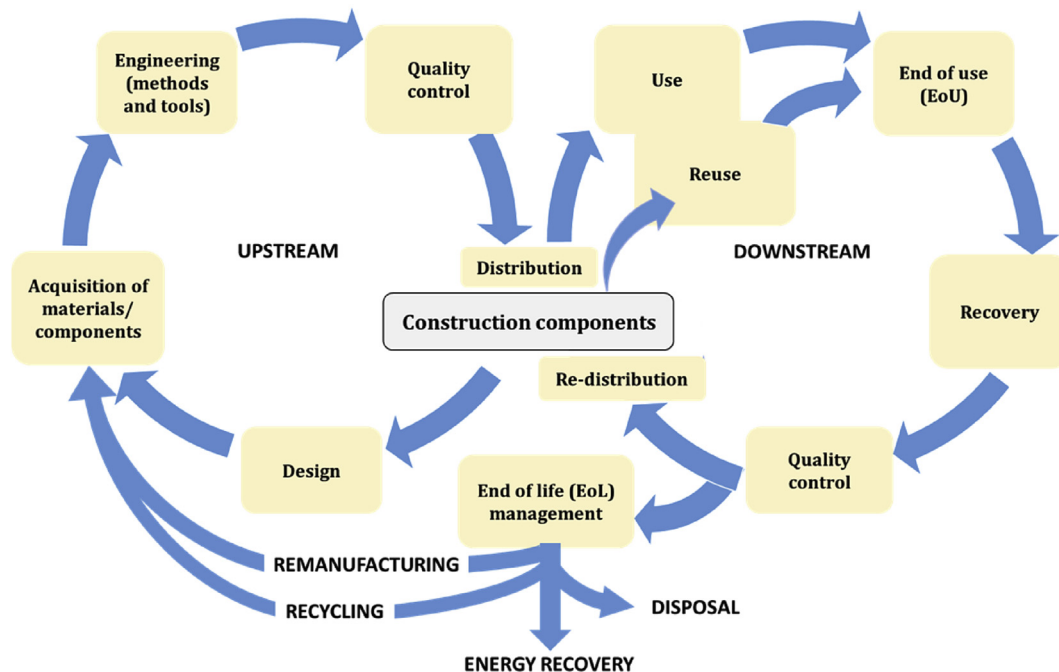 Engineering
(methods
and tools)
Quality
control
Use
End of use
(EoU)
Reuse
UPSTREAM
DOWNSTREAM
Distribution
Acquisition of
materials/
components
Construction components
Recovery
Re-distribution
Design
End of life (EoL)
management
Quality
control
REMANUFACTURING
RECYCLING
DISPOSAL
ENERGY RECOVERY